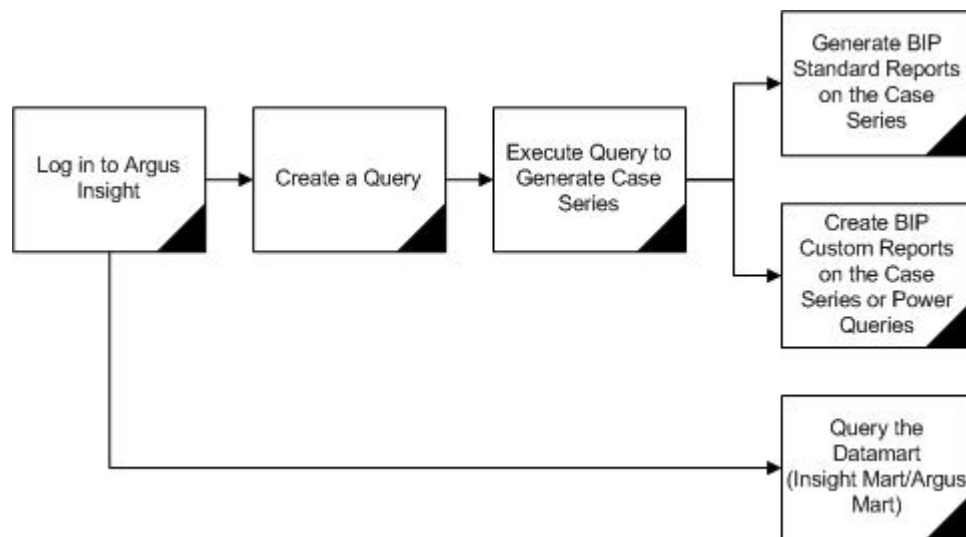 Log in to Argus
Insight
Create a Query
Execute Query to
Generate Case
Series
Generate BIP
Standard Reports
on the Case
Series
Create BIP
Custom Reports
on the Case
Series or Power
Queries
Query the
Datamart
(Insight Mart/Argus
Mart)